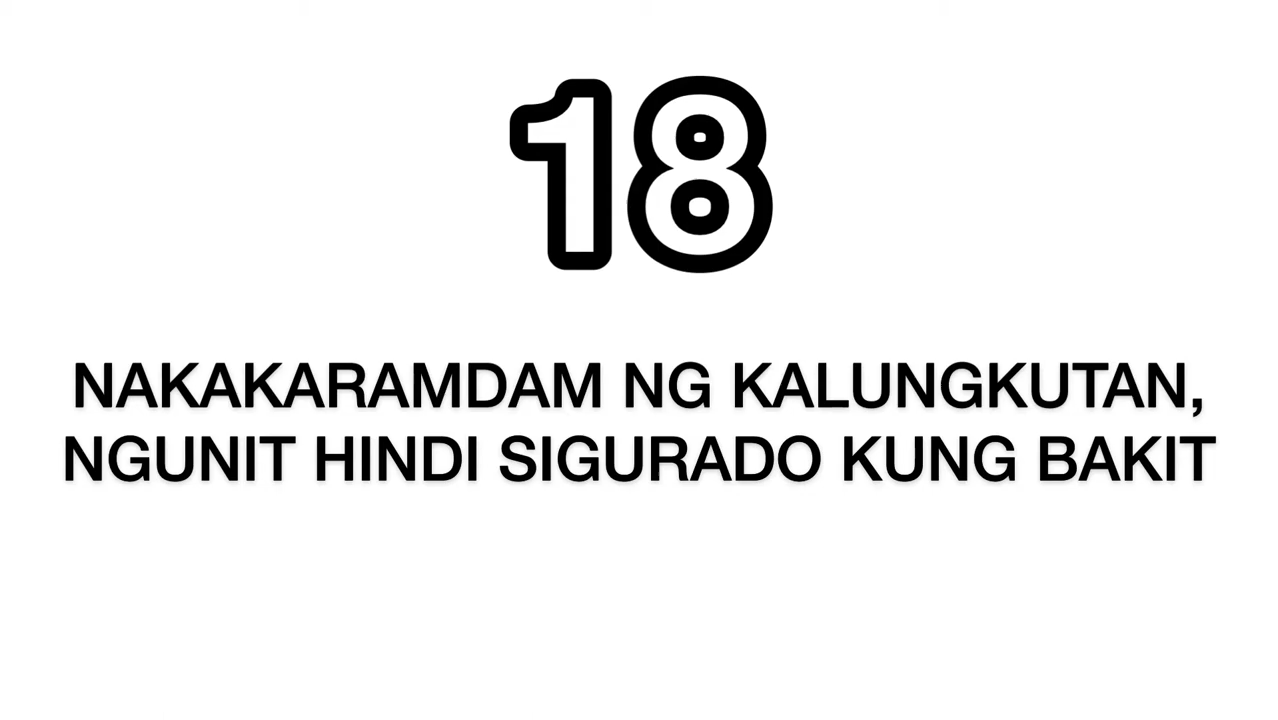 18
NAKAKARAMDAM NG KALUNGKUTAN,
NGUNIT HINDI SIGURADO KUNG BAKIT